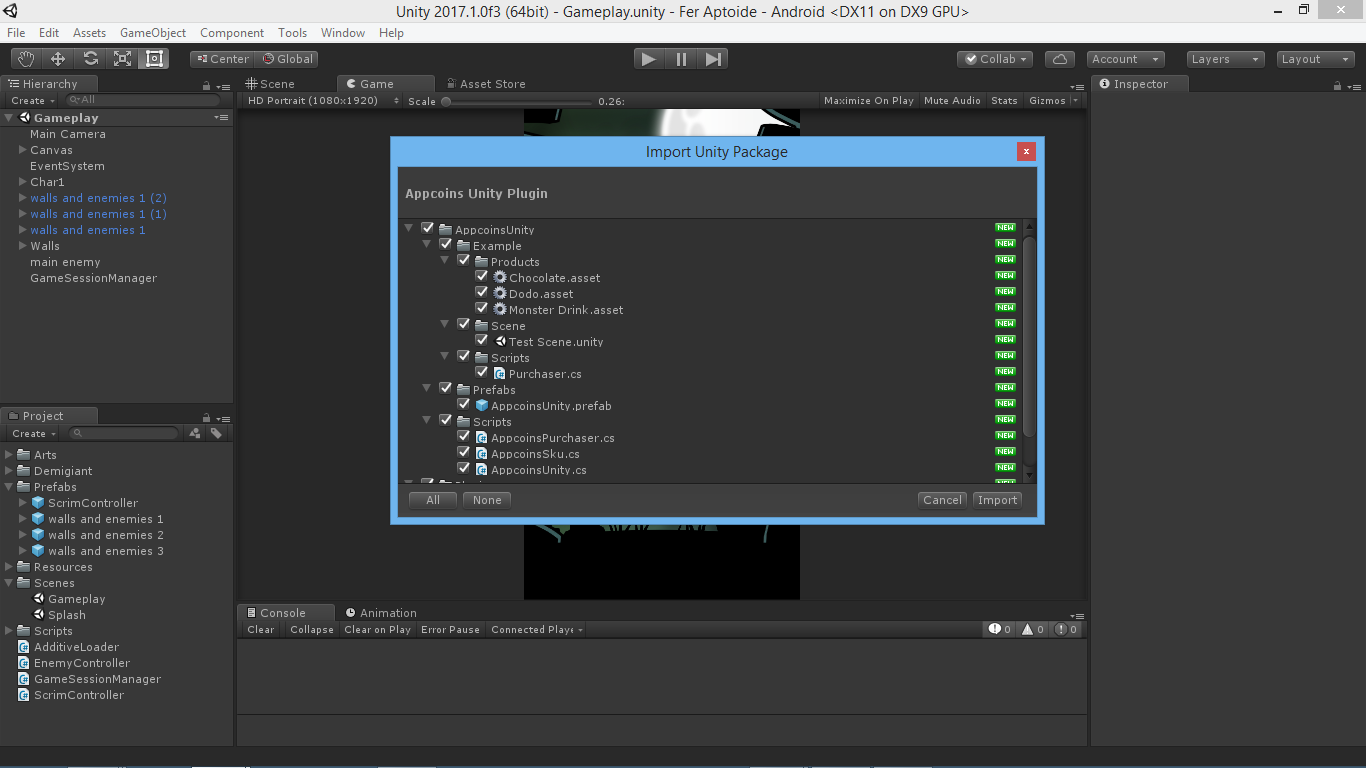 Unity 2017.1.0f3 (64bit) - Gameplay.unity - Fer Aptoide - Android <DX11 on DX9 GPU>
File Edit Assets GameObject Component Tools Window Help
Center Global Collab Account Layers Layout
Hierarchy
Create All
Gameplay
Main Camera
Canvas
EventSystem
Char1
walls and enemies 1 (2)
walls and enemies 1 (1)
walls and enemies 1
Walls
main enemy
GameSessionManager
Project
Create
Arts
Demigiant
Prefabs
ScrimController
walls and enemies 1
walls and enemies 2
walls and enemies 3
Resources
Scenes
Gameplay
Splash
Scripts
AdditiveLoader
EnemyController
GameSessionManager
ScrimController
Scene Game Asset Store
HD Portrait (1080x1920) Scale 0.26: Maximize On Play Mute Audio Stats Gizmos
Import Unity Package x
Appcoins Unity Plugin
AppcoinsUnity NEW
Example NEW
Products NEW
Chocolate.asset NEW
Dodo.asset NEW
Monster Drink.asset NEW
Scene NEW
Test Scene.unity NEW
Scripts NEW
Purchaser.cs NEW
Prefabs NEW
AppcoinsUnity.prefab NEW
Scripts NEW
AppcoinsPurchaser.cs NEW
AppcoinsSku.cs NEW
AppcoinsUnity.cs NEW
All None Cancel Import
Console Animation
Clear Collapse Clear on Play Error Pause Connected Playe 0 0 0
Inspector